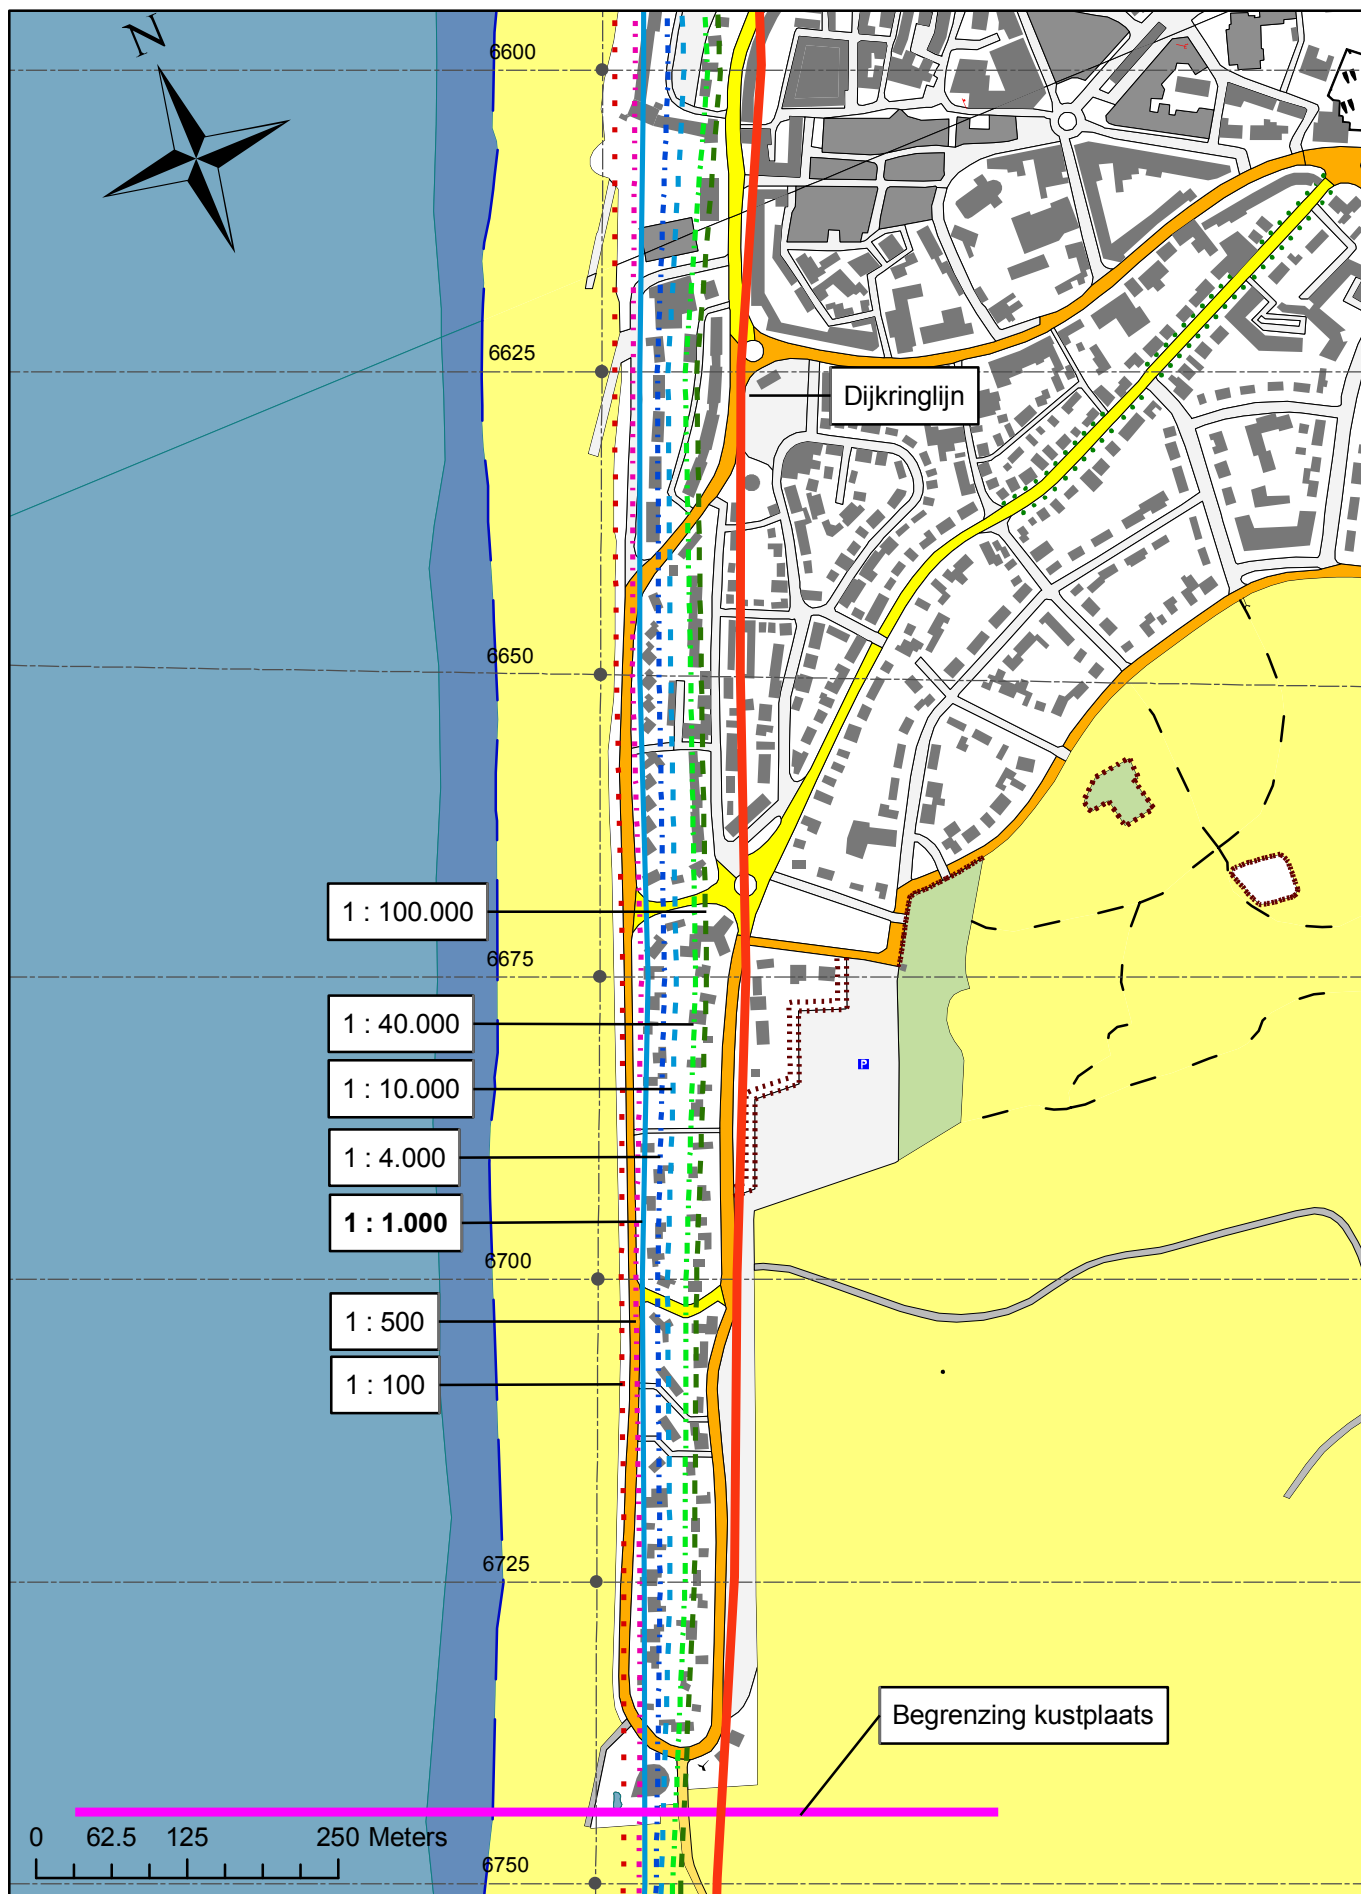 N
6600
6625
Dijkringlijn
6650
1 : 100.000
6675
1 : 40.000
1 : 10.000
P
1 : 4.000
1 : 1.000
6700
1 : 500
1 : 100
6725
Begrenzing kustplaats
0 62.5 125 250 Meters
6750